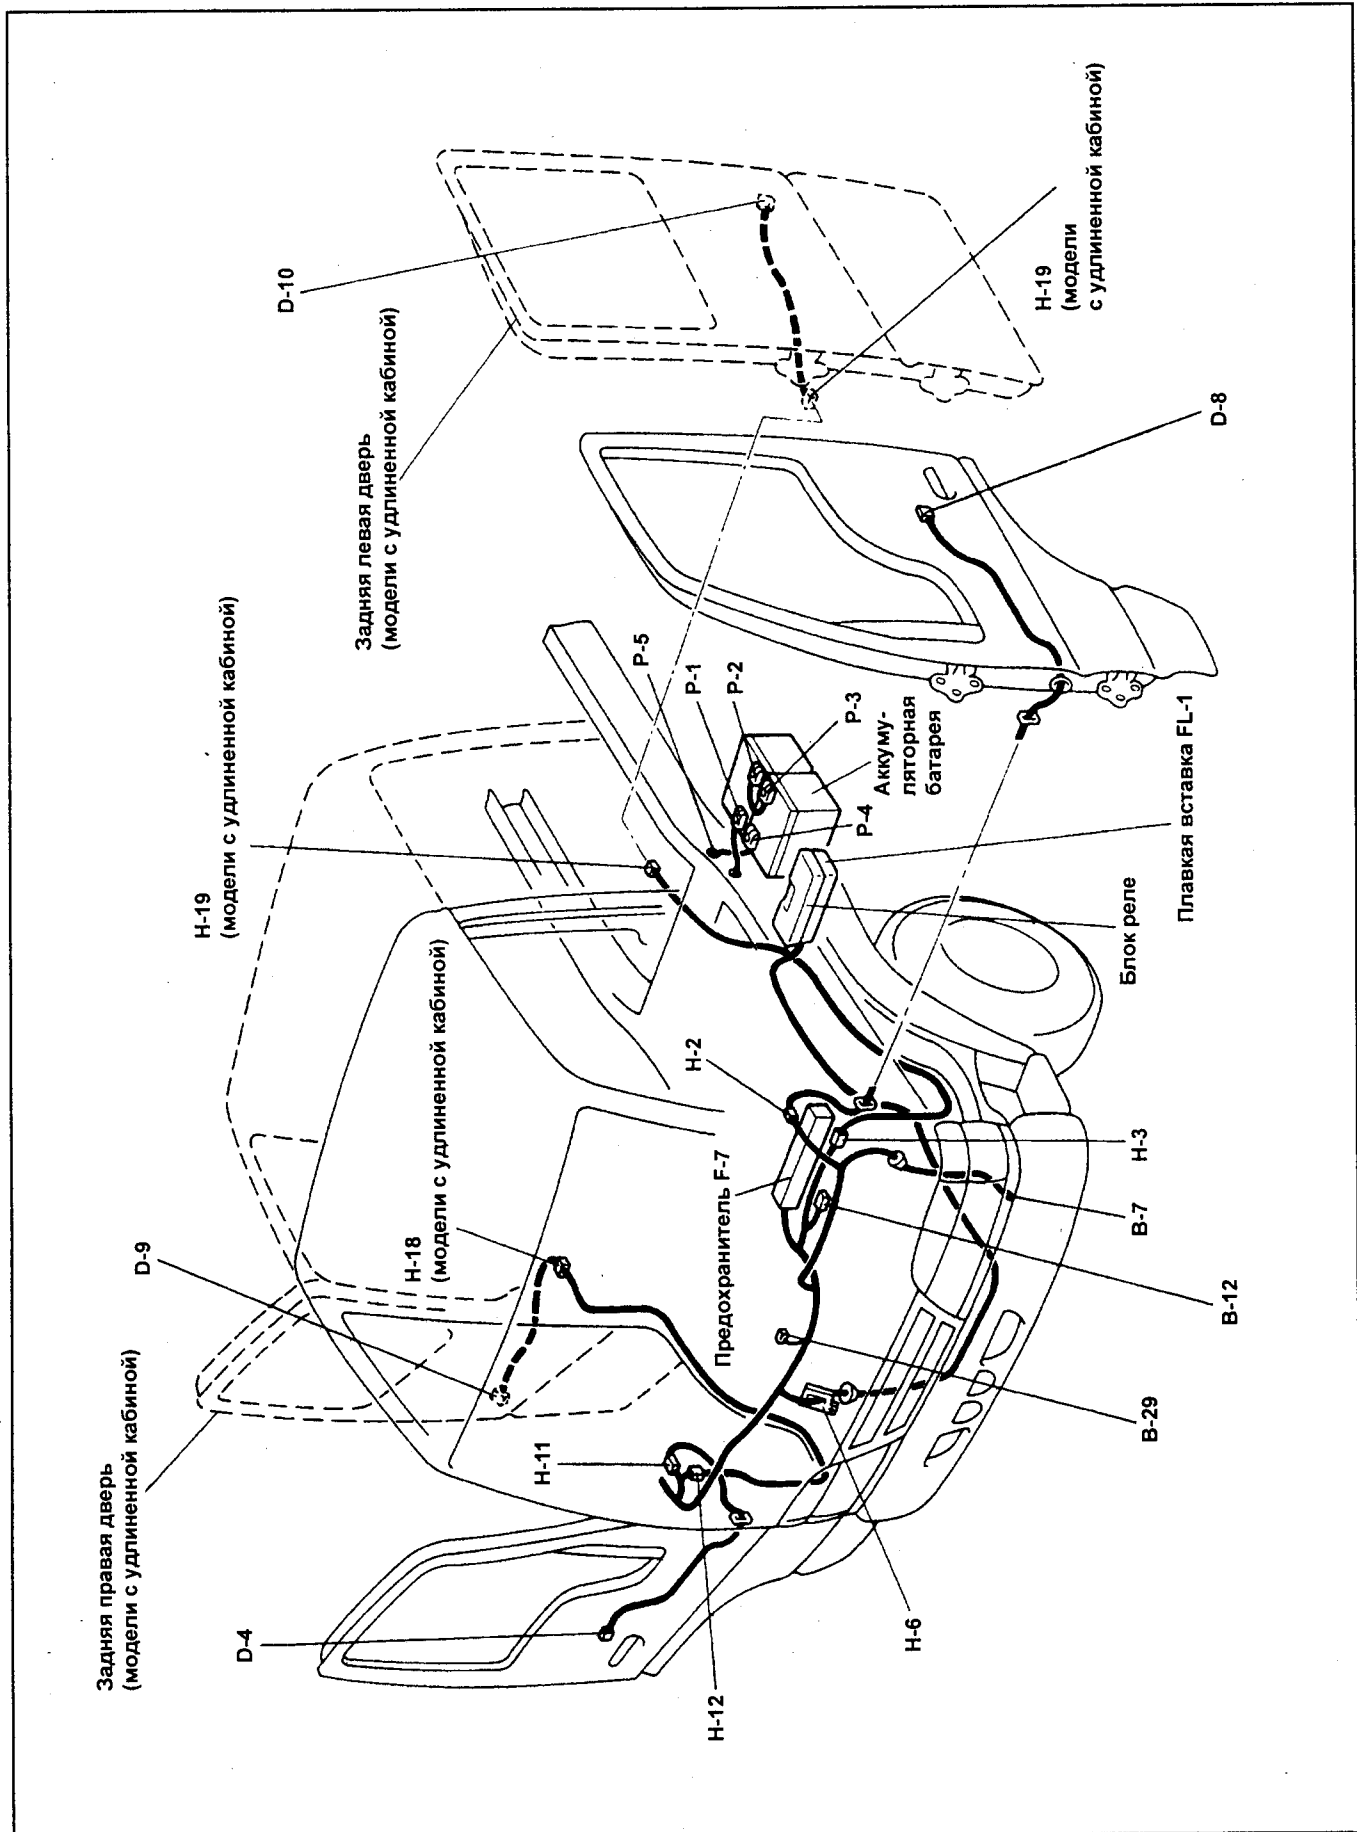 Задняя правая дверь
(модели с удлиненной кабиной)
D-9
H-19
(модели с удлиненной кабиной)
D-10
Задняя левая дверь
(модели с удлиненной кабиной)
H-18
(модели с удлиненной кабиной)
D-4
H-11
H-12
H-6
Предохранитель F-7
H-2
P-5
P-1
P-2
P-3
Аккуму-
ляторная
батарея
P-4
H-19
(модели
с удлиненной кабиной)
D-8
Плавкая вставка FL-1
Блок реле
H-3
B-7
B-12
B-29